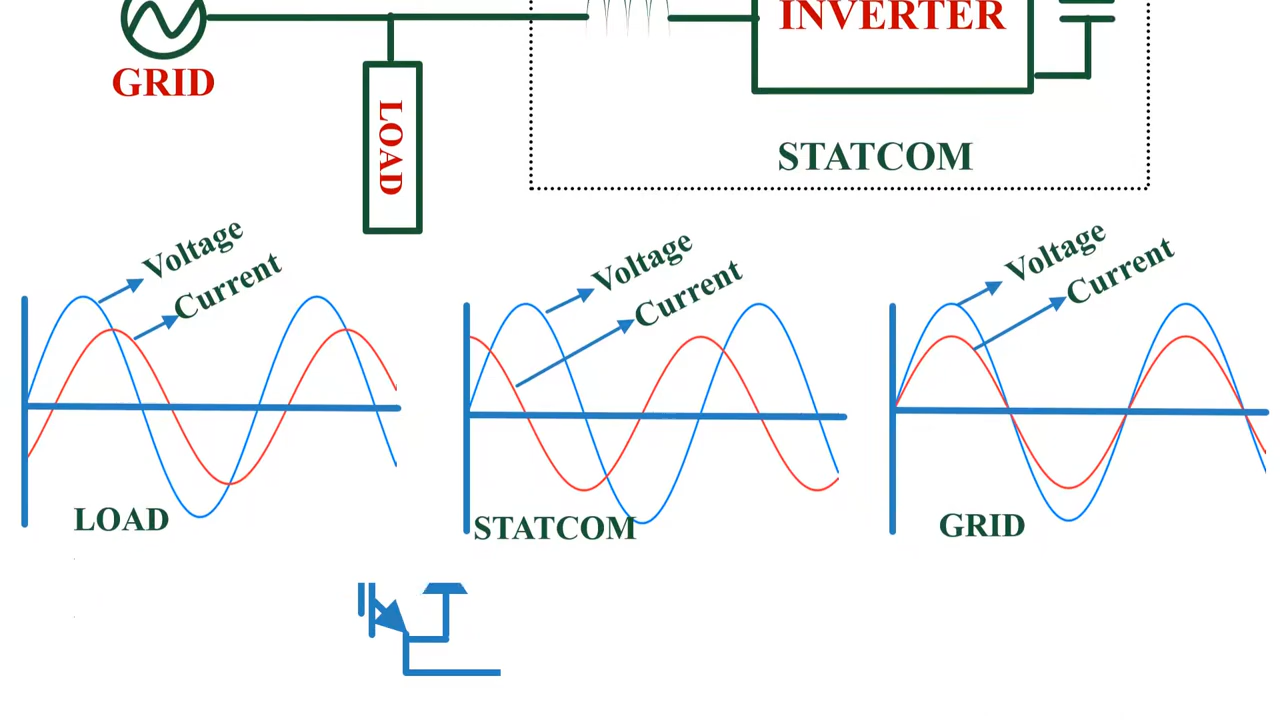 INVERTER
GRID
LOAD
STATCOM
Voltage
Current
Voltage
Current
Voltage
Current
LOAD
STATCOM
GRID